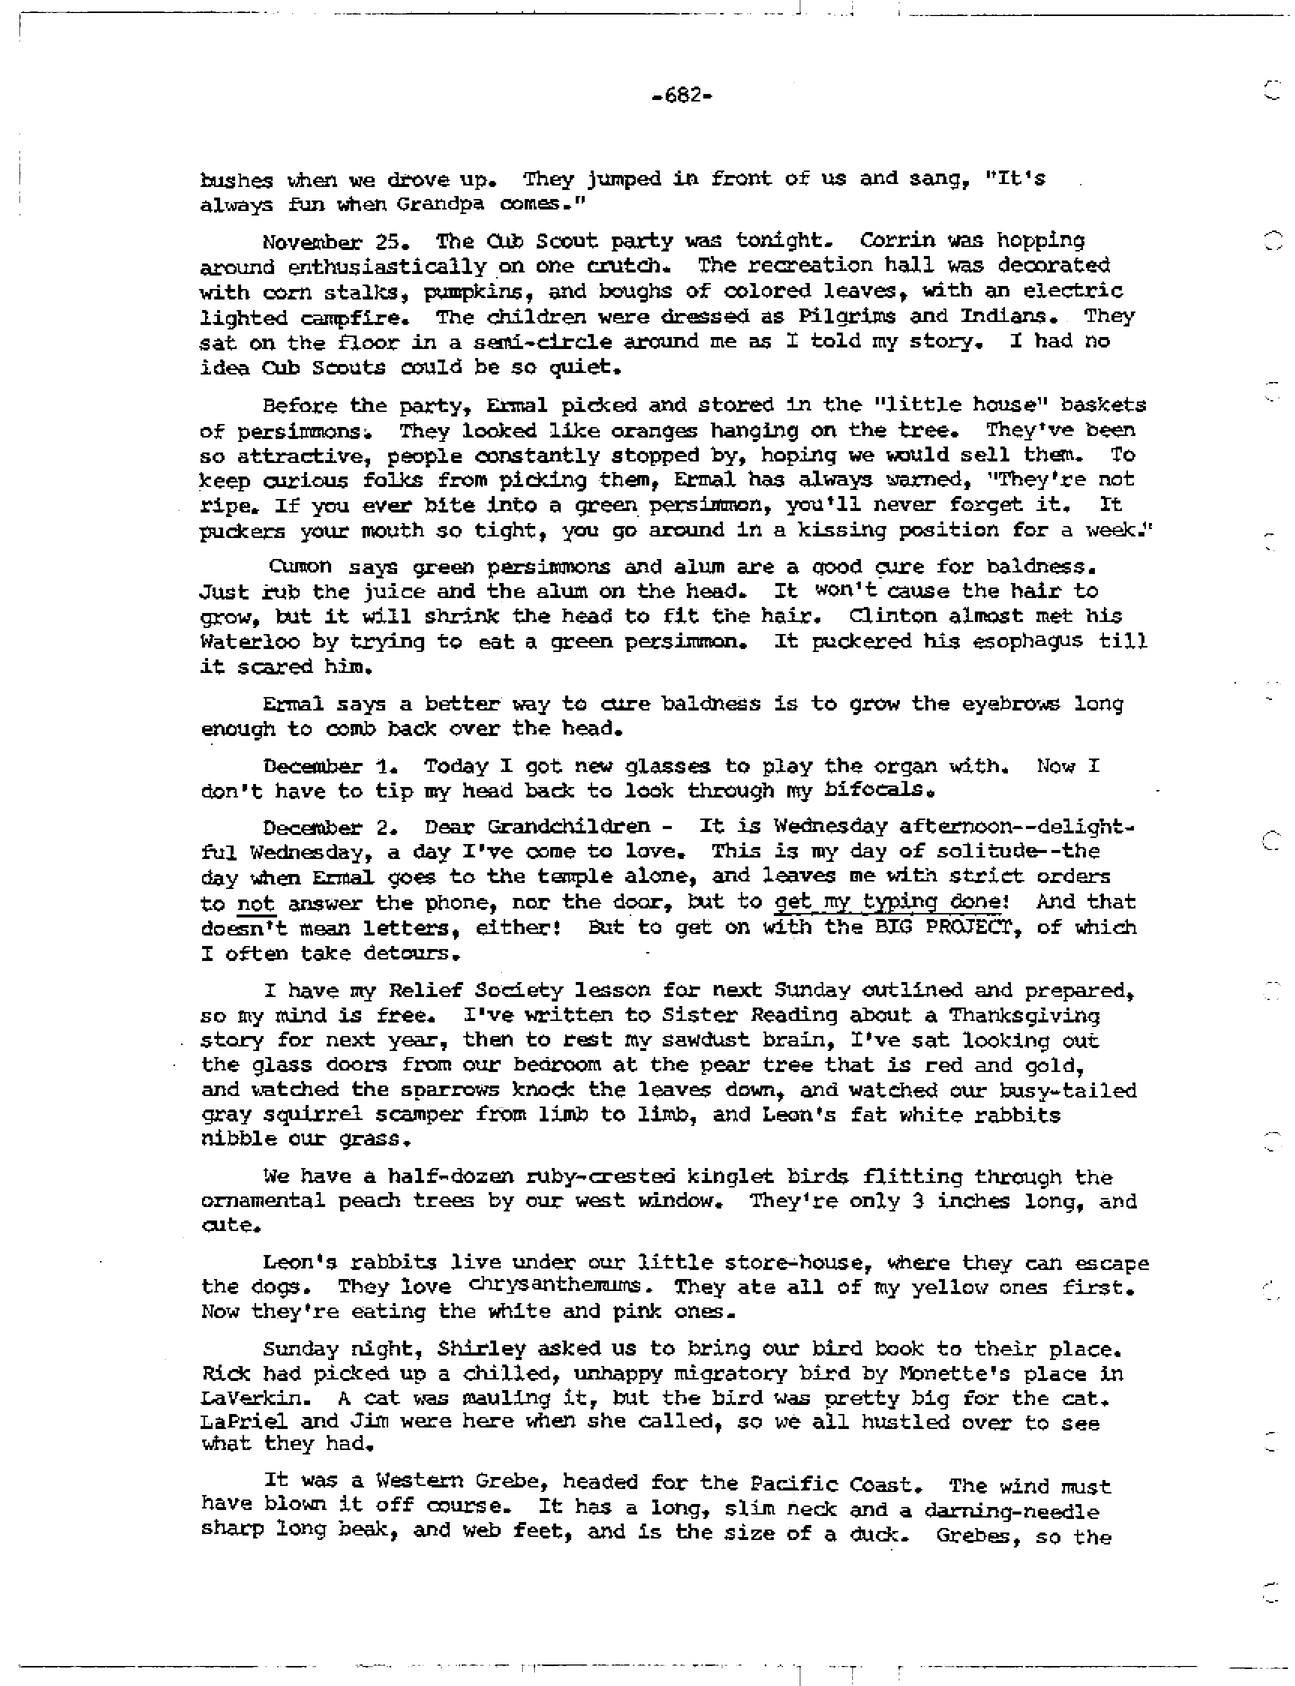 -682-
bushes when we drove up. They jumped in front of us and sang, "It's
always fun when Grandpa comes."
November 25. The Cub Scout party was tonight. Corrin was hopping
around enthusiastically on one crutch. The recreation hall was decorated
with corn stalks, pumpkins, and boughs of colored leaves, with an electric
lighted campfire. The children were dressed as Pilgrims and Indians. They
sat on the floor in a semi-circle around me as I told my story. I had no
idea Cub Scouts could be so quiet.
Before the party, Ermal picked and stored in the "little house" baskets
of persimmons. They looked like oranges hanging on the tree. They've been
so attractive, people constantly stopped by, hoping we would sell them. To
keep curious folks from picking them, Ermal has always warned, "They're not
ripe. If you ever bite into a green persimmon, you'll never forget it. It
puckers your mouth so tight, you go around in a kissing position for a week."
Cumon says green persimmons and alum are a good cure for baldness.
Just rub the juice and the alum on the head. It won't cause the hair to
grow, but it will shrink the head to fit the hair. Clinton almost met his
Waterloo by trying to eat a green persimmon. It puckered his esophagus till
it scared him.
Ermal says a better way to cure baldness is to grow the eyebrows long
enough to comb back over the head.
December 1. Today I got new glasses to play the organ with. Now I
don't have to tip my head back to look through my bifocals.
December 2. Dear Grandchildren - It is Wednesday afternoon--delight-
ful Wednesday, a day I've come to love. This is my day of solitude--the
day when Ermal goes to the temple alone, and leaves me with strict orders
to not answer the phone, nor the door, but to get my typing done! And that
doesn't mean letters, either! But to get on with the BIG PROJECT, of which
I often take detours.
I have my Relief Society lesson for next Sunday outlined and prepared,
so my mind is free. I've written to Sister Reading about a Thanksgiving
story for next year, then to rest my sawdust brain, I've sat looking out
the glass doors from our bedroom at the pear tree that is red and gold,
and watched the sparrows knock the leaves down, and watched our busy-tailed
gray squirrel scamper from limb to limb, and Leon's fat white rabbits
nibble our grass.
We have a half-dozen ruby-crested kinglet birds flitting through the
ornamental peach trees by our west window. They're only 3 inches long, and
cute.
Leon's rabbits live under our little store-house, where they can escape
the dogs. They love chrysanthemums. They ate all of my yellow ones first.
Now they're eating the white and pink ones.
Sunday night, Shirley asked us to bring our bird book to their place.
Rick had picked up a chilled, unhappy migratory bird by Monette's place in
LaVerkin. A cat was mauling it, but the bird was pretty big for the cat.
LaPriel and Jim were here when she called, so we all hustled over to see
what they had.
It was a Western Grebe, headed for the Pacific Coast. The wind must
have blown it off course. It has a long, slim neck and a darning-needle
sharp long beak, and web feet, and is the size of a duck. Grebes, so the